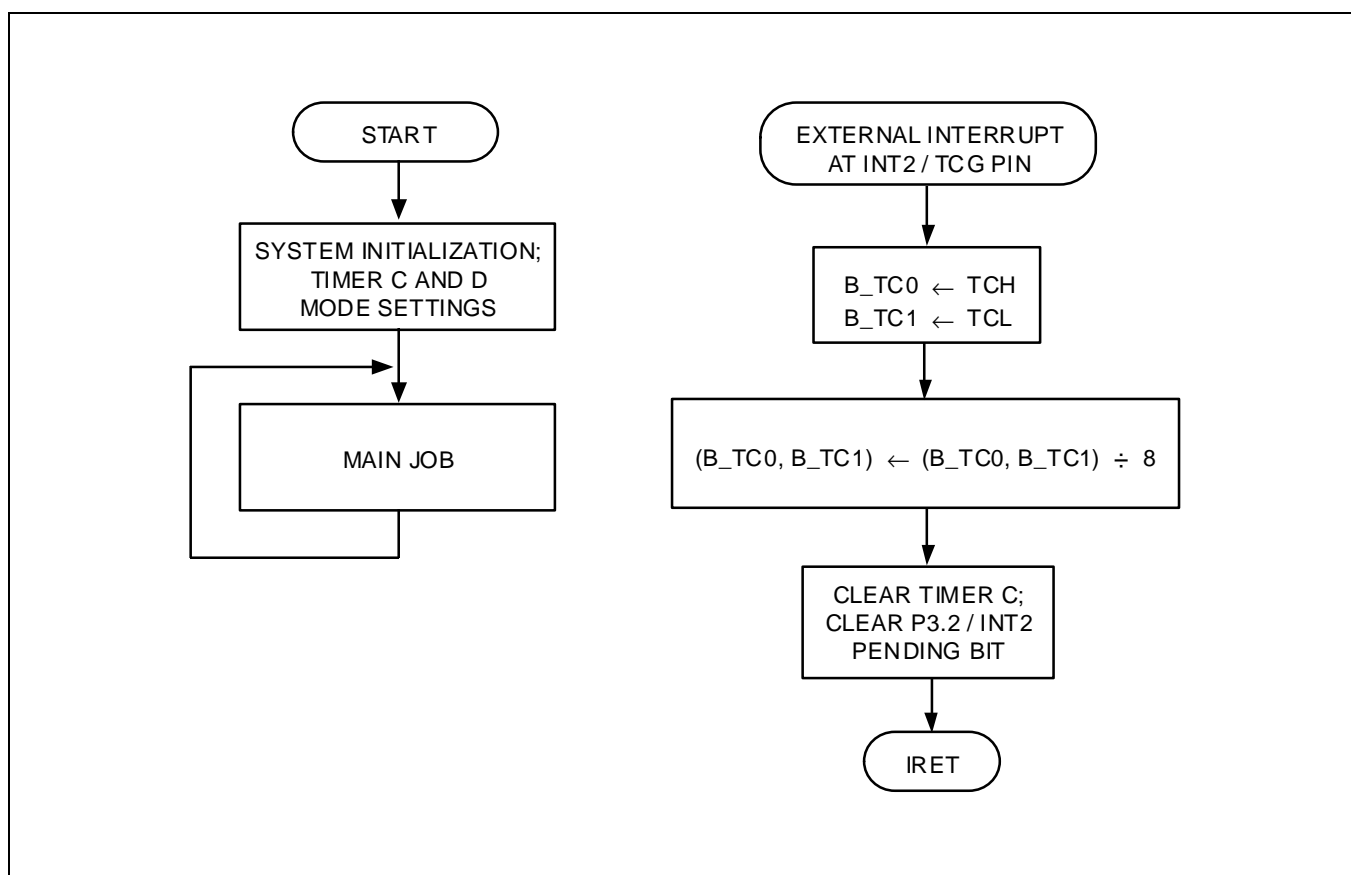 START
SYSTEM INITIALIZATION;
TIMER C AND D
MODE SETTINGS
MAIN JOB
EXTERNAL INTERRUPT
AT INT2 / TCG PIN
B_TC0 ← TCH
B_TC1 ← TCL
(B_TC0, B_TC1) ← (B_TC0, B_TC1) ÷ 8
CLEAR TIMER C;
CLEAR P3.2 / INT2
PENDING BIT
IRET